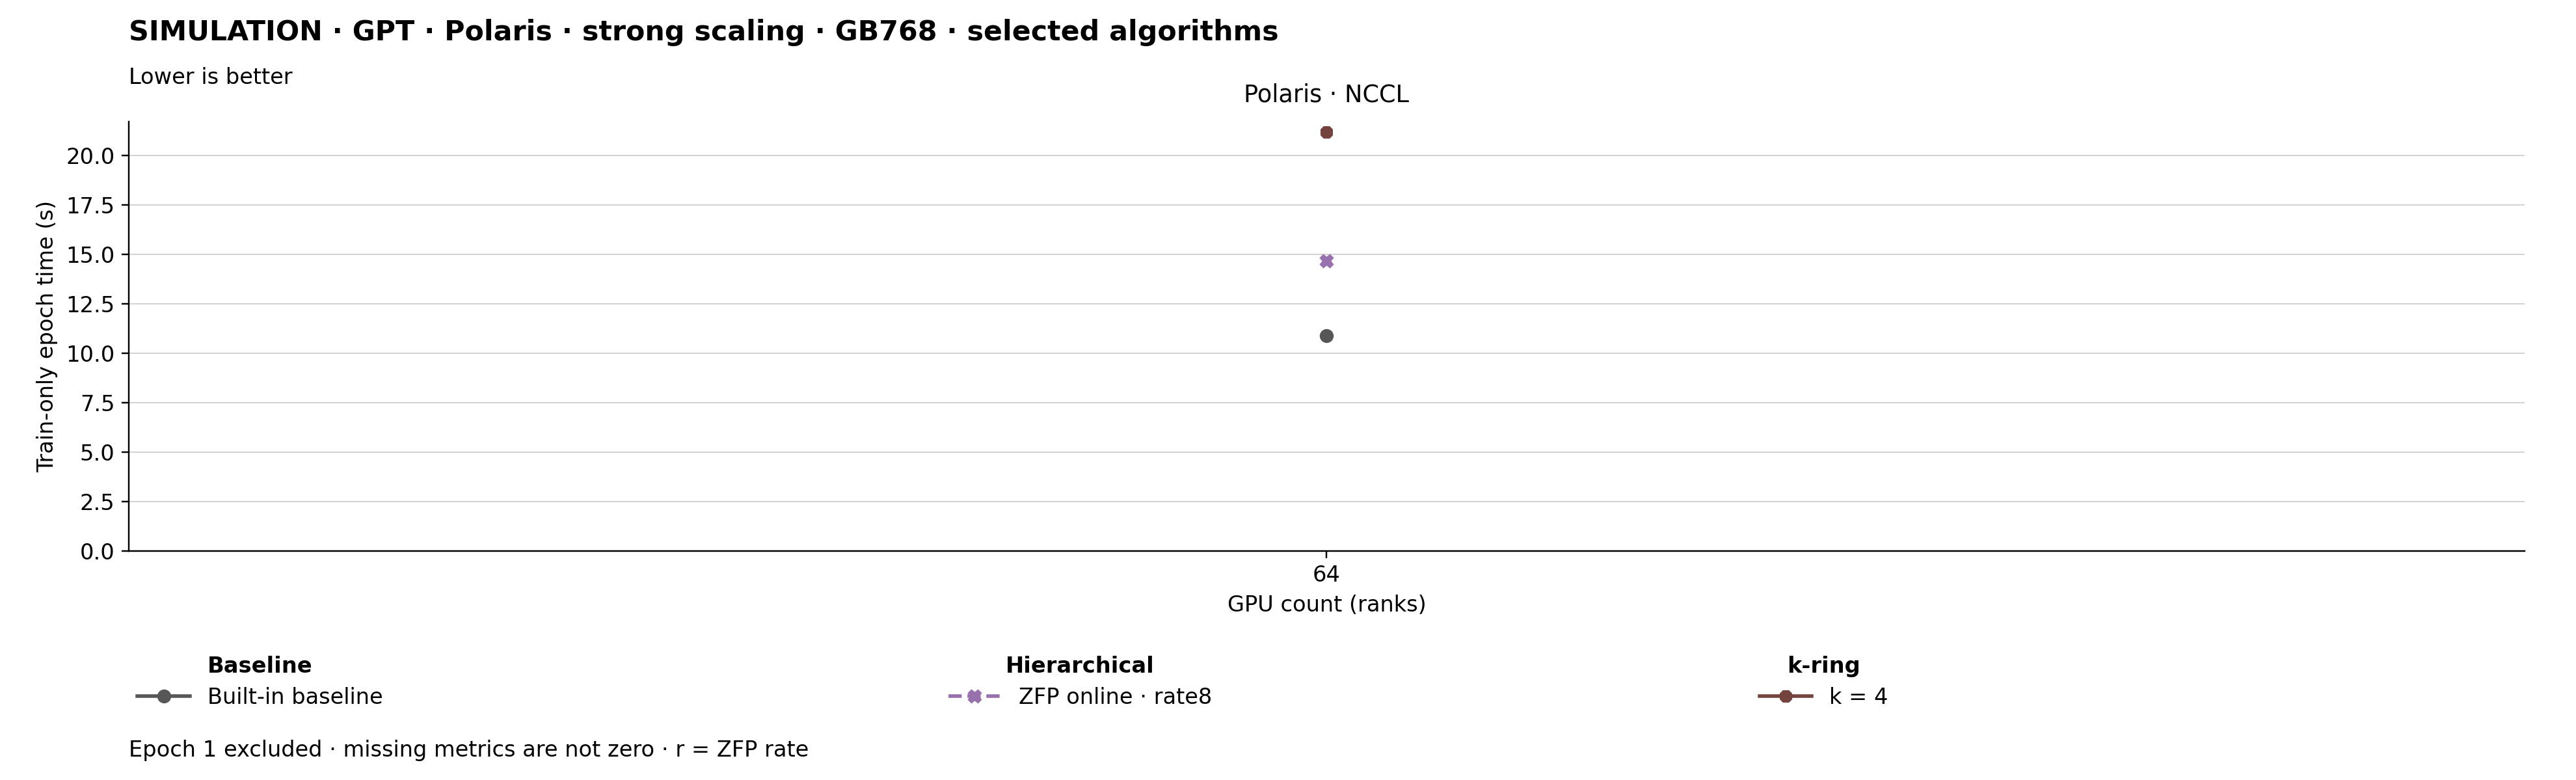 SIMULATION · GPT · Polaris · strong scaling · GB768 · selected algorithms
Lower is better
Polaris · NCCL
Train-only epoch time (s)
20.0
17.5
15.0
12.5
10.0
7.5
5.0
2.5
0.0
64
GPU count (ranks)
Baseline
Built-in baseline
Hierarchical
ZFP online · rate8
k-ring
k = 4
Epoch 1 excluded · missing metrics are not zero · r = ZFP rate